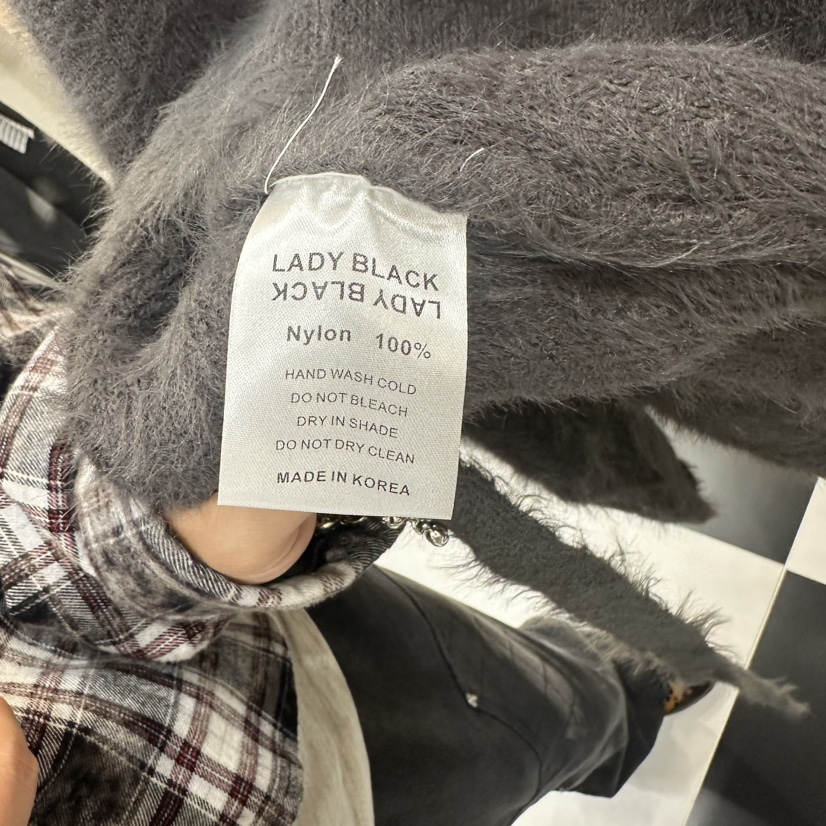 LADY BLACK
LADY BLACK
Nylon 100%
HAND WASH COLD
DO NOT BLEACH
DRY IN SHADE
DO NOT DRY CLEAN
MADE IN KOREA